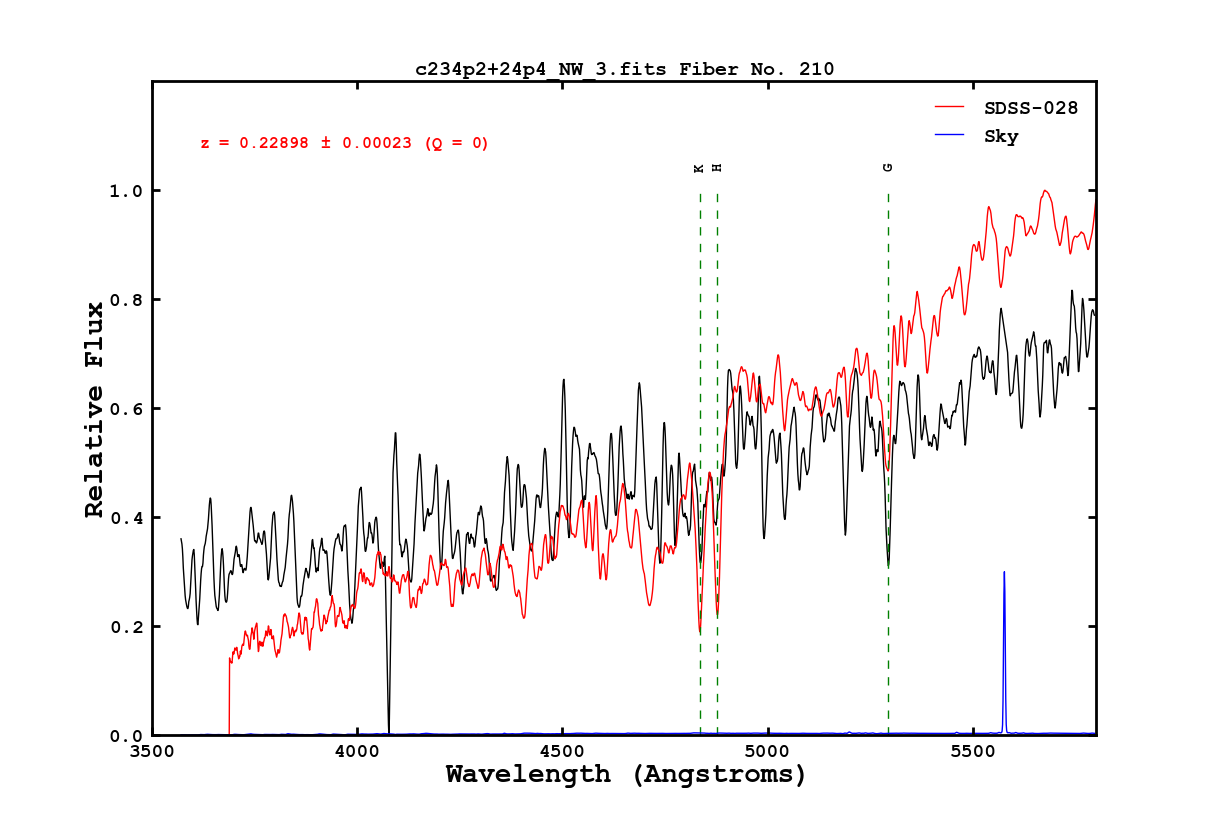 c234p2+24p4_NW_3.fits Fiber No. 210
SDSS-028
Sky
z = 0.22898 ± 0.00023 (Q = 0)
K
H
G
1.0
0.8
0.6
0.4
0.2
0.0
Relative Flux
3500
4000
4500
5000
5500
Wavelength (Angstroms)